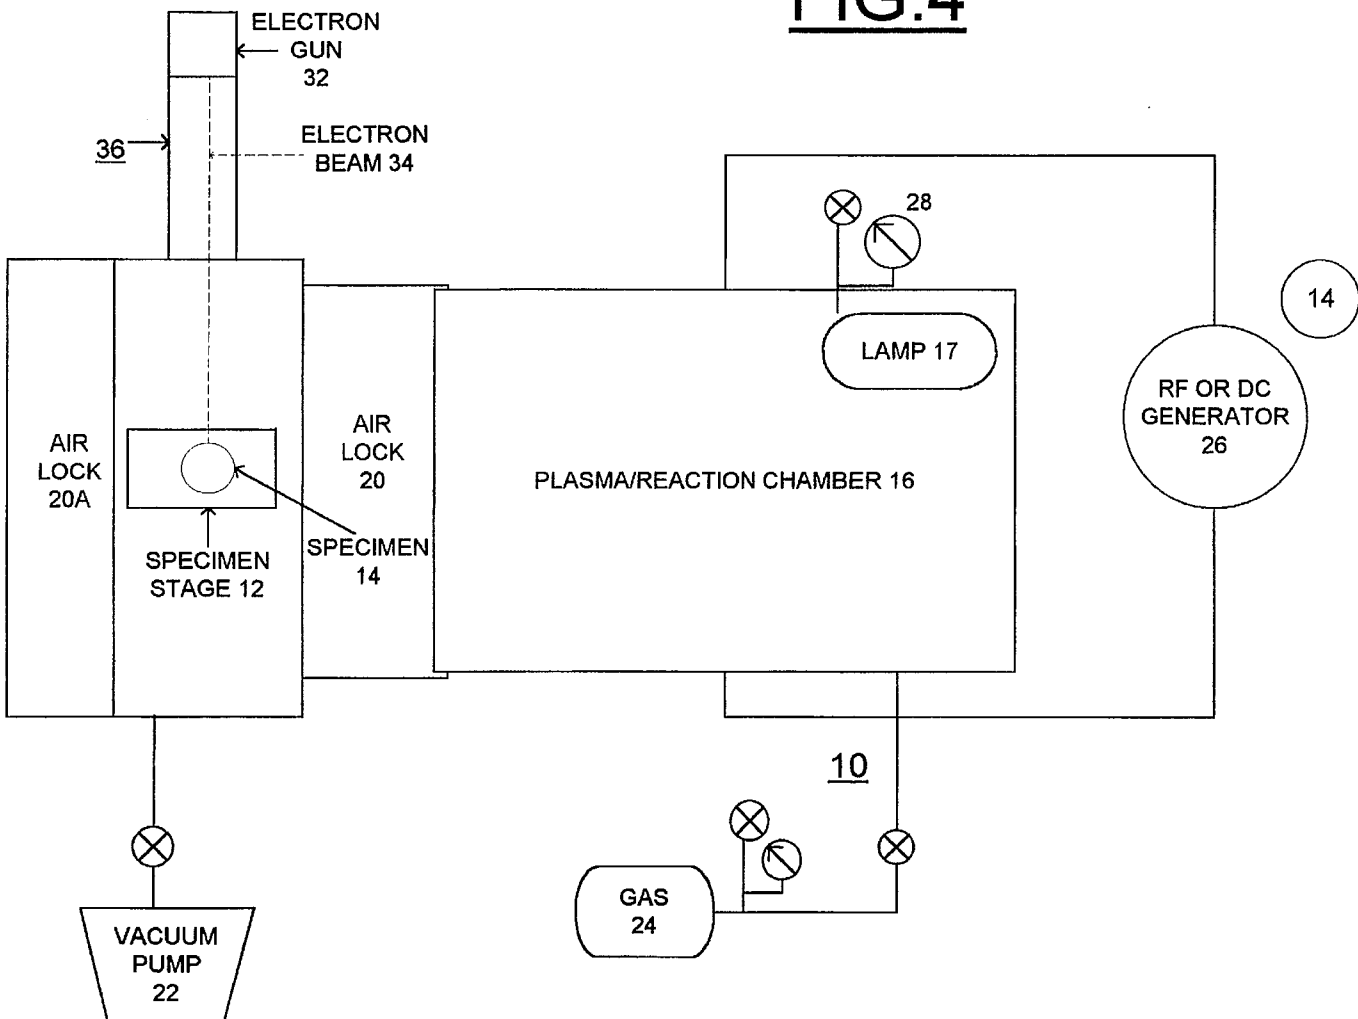 FIG.4
ELECTRON
GUN
32
36
ELECTRON
BEAM 34
28
14
LAMP 17
RF OR DC
GENERATOR
26
AIR
LOCK
20A
AIR
LOCK
20
PLASMA/REACTION CHAMBER 16
SPECIMEN
STAGE 12
SPECIMEN
14
10
GAS
24
VACUUM
PUMP
22